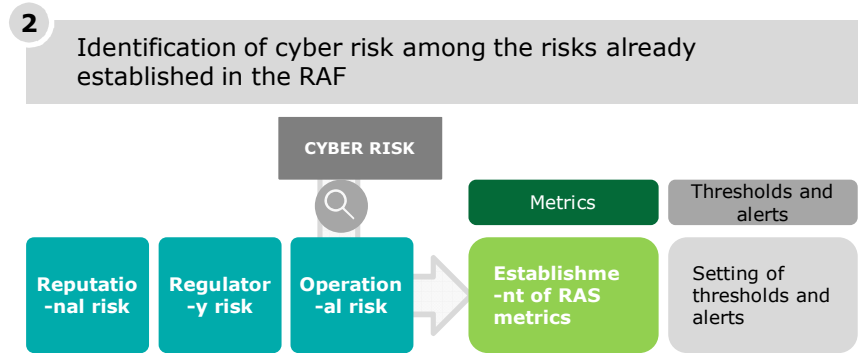 2
Identification of cyber risk among the risks already
established in the RAF
CYBER RISK
Metrics
Thresholds and
alerts
Reputatio
-nal risk
Regulator
-y risk
Operation
-al risk
Establishme
-nt of RAS
metrics
Setting of
thresholds and
alerts